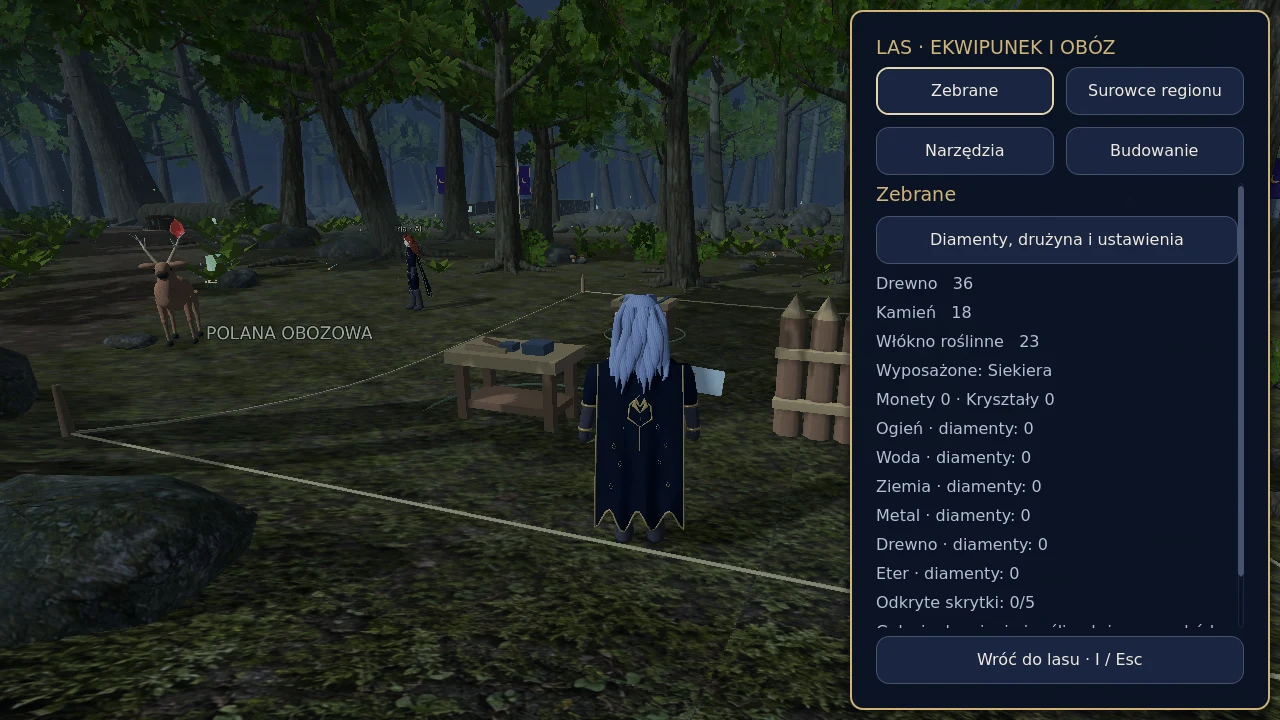 LAS · EKWIPUNEK I OBÓZ
Zebrane
Surowce regionu
Narzędzia
Budowanie
Zebrane
Diamenty, drużyna i ustawienia
Drewno 36
Kamień 18
Włókno roślinne 23
Wyposażone: Siekiera
Monety 0 · Kryształy 0
Ogień · diamenty: 0
Woda · diamenty: 0
Ziemia · diamenty: 0
Metal · diamenty: 0
Drewno · diamenty: 0
Eter · diamenty: 0
Odkryte skrytki: 0/5
Wróć do lasu · I / Esc
POLANA OBOZOWA